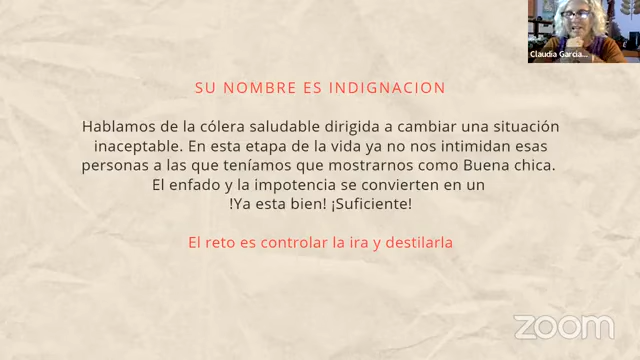 Claudia Garcia...
SU NOMBRE ES INDIGNACION
Hablamos de la cólera saludable dirigida a cambiar una situación
inaceptable. En esta etapa de la vida ya no nos intimidan esas
personas a las que teníamos que mostrarnos como Buena chica.
El enfado y la impotencia se convierten en un
!Ya esta bien! ¡Suficiente!
El reto es controlar la ira y destilarla
zoom